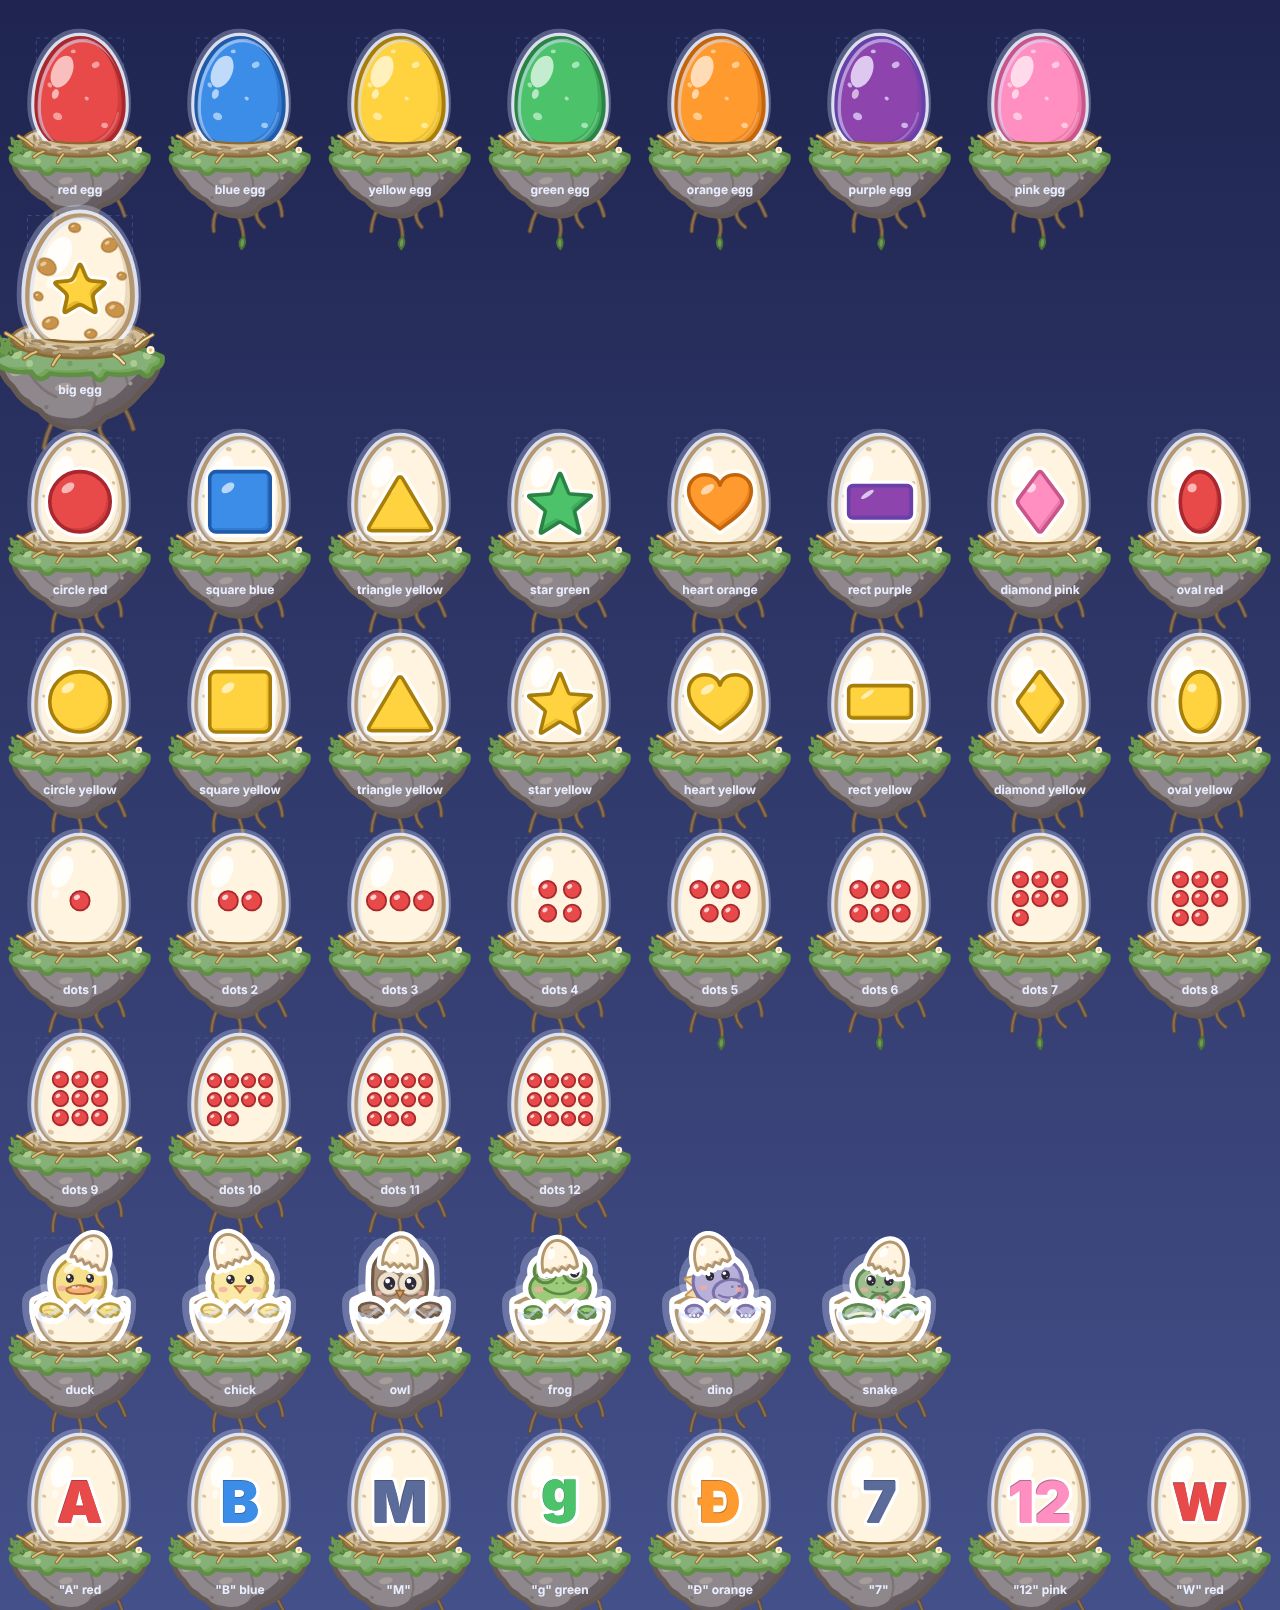 red egg blue egg yellow egg green egg orange egg purple egg pink egg
big egg
circle red square blue triangle yellow star green heart orange rect purple diamond pink oval red
circle yellow square yellow triangle yellow star yellow heart yellow rect yellow diamond yellow oval yellow
dots 1 dots 2 dots 3 dots 4 dots 5 dots 6 dots 7 dots 8
dots 9 dots 10 dots 11 dots 12
duck chick owl frog dino snake
A B M g Đ 7 12 W
"A" red "B" blue "M" "g" green "Đ" orange "7" "12" pink "W" red